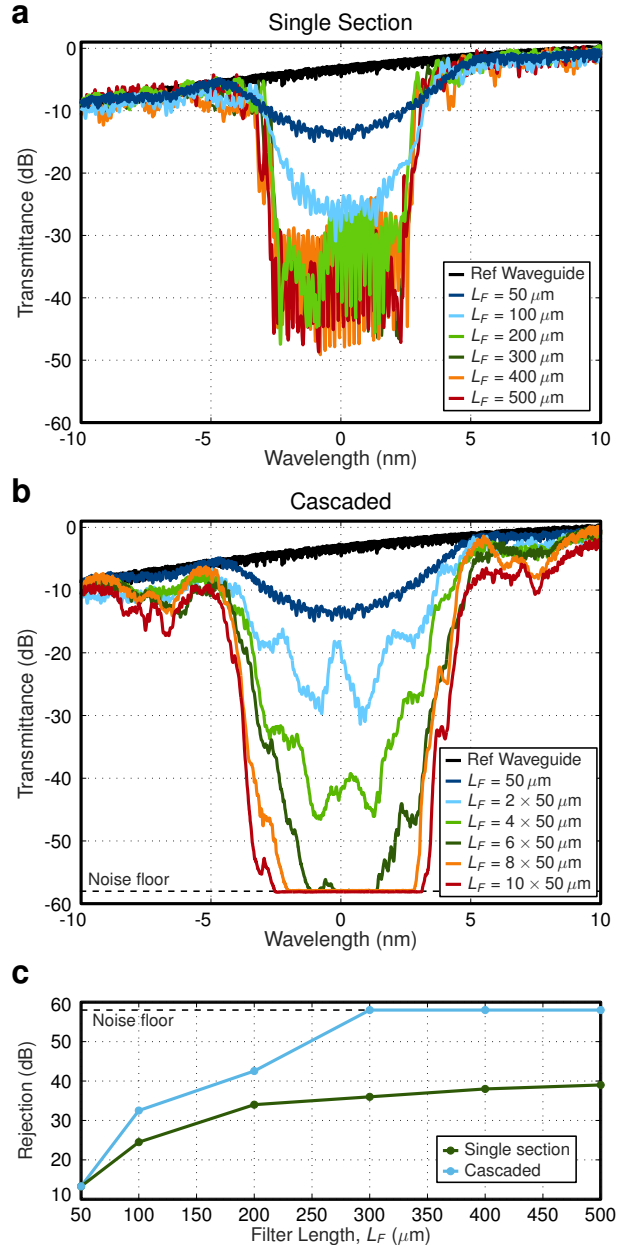 a
Single Section
0
-10
-20
-30
-40
-50
-60
Transmittance (dB)
Ref Waveguide
L_F = 50 μm
L_F = 100 μm
L_F = 200 μm
L_F = 300 μm
L_F = 400 μm
L_F = 500 μm
-10 -5 0 5 10
Wavelength (nm)
b
Cascaded
0
-10
-20
-30
-40
-50
-60
Transmittance (dB)
Ref Waveguide
L_F = 50 μm
L_F = 2 × 50 μm
L_F = 4 × 50 μm
L_F = 6 × 50 μm
L_F = 8 × 50 μm
L_F = 10 × 50 μm
Noise floor
-10 -5 0 5 10
Wavelength (nm)
c
60
50
40
30
20
10
Rejection (dB)
Noise floor
Single section
Cascaded
50 100 150 200 250 300 350 400 450 500
Filter Length, L_F (μm)